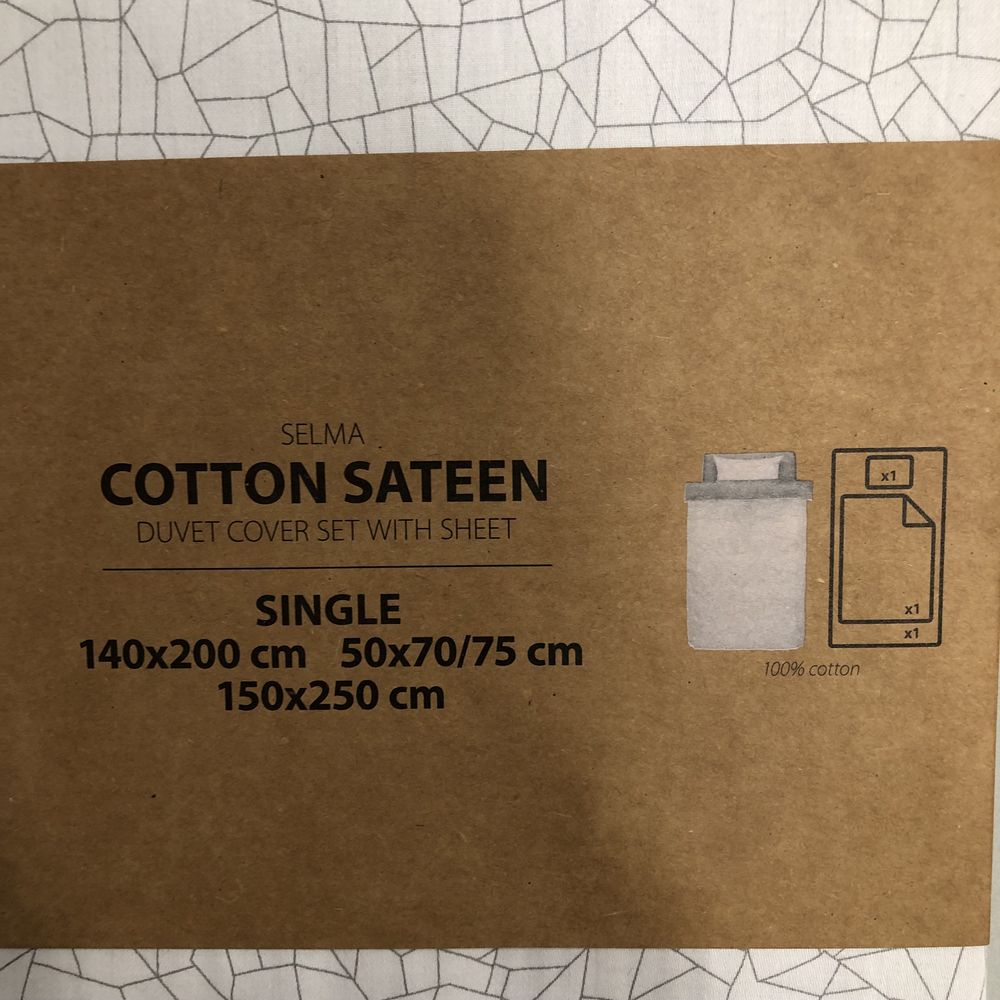 SELMA
COTTON SATEEN
DUVET COVER SET WITH SHEET
SINGLE
140x200 cm 50x70/75 cm
150x250 cm
x1
x1
x1
100% cotton